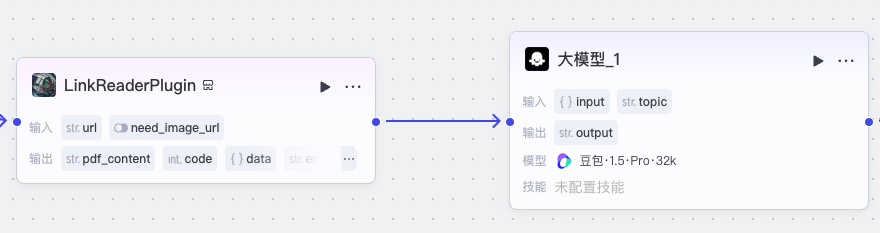 LinkReaderPlugin
输入 str. url need_image_url
输出 str. pdf_content int. code { } data str. en ...
大模型_1
输入 { } input str. topic
输出 str. output
模型 豆包·1.5·Pro·32k
技能 未配置技能